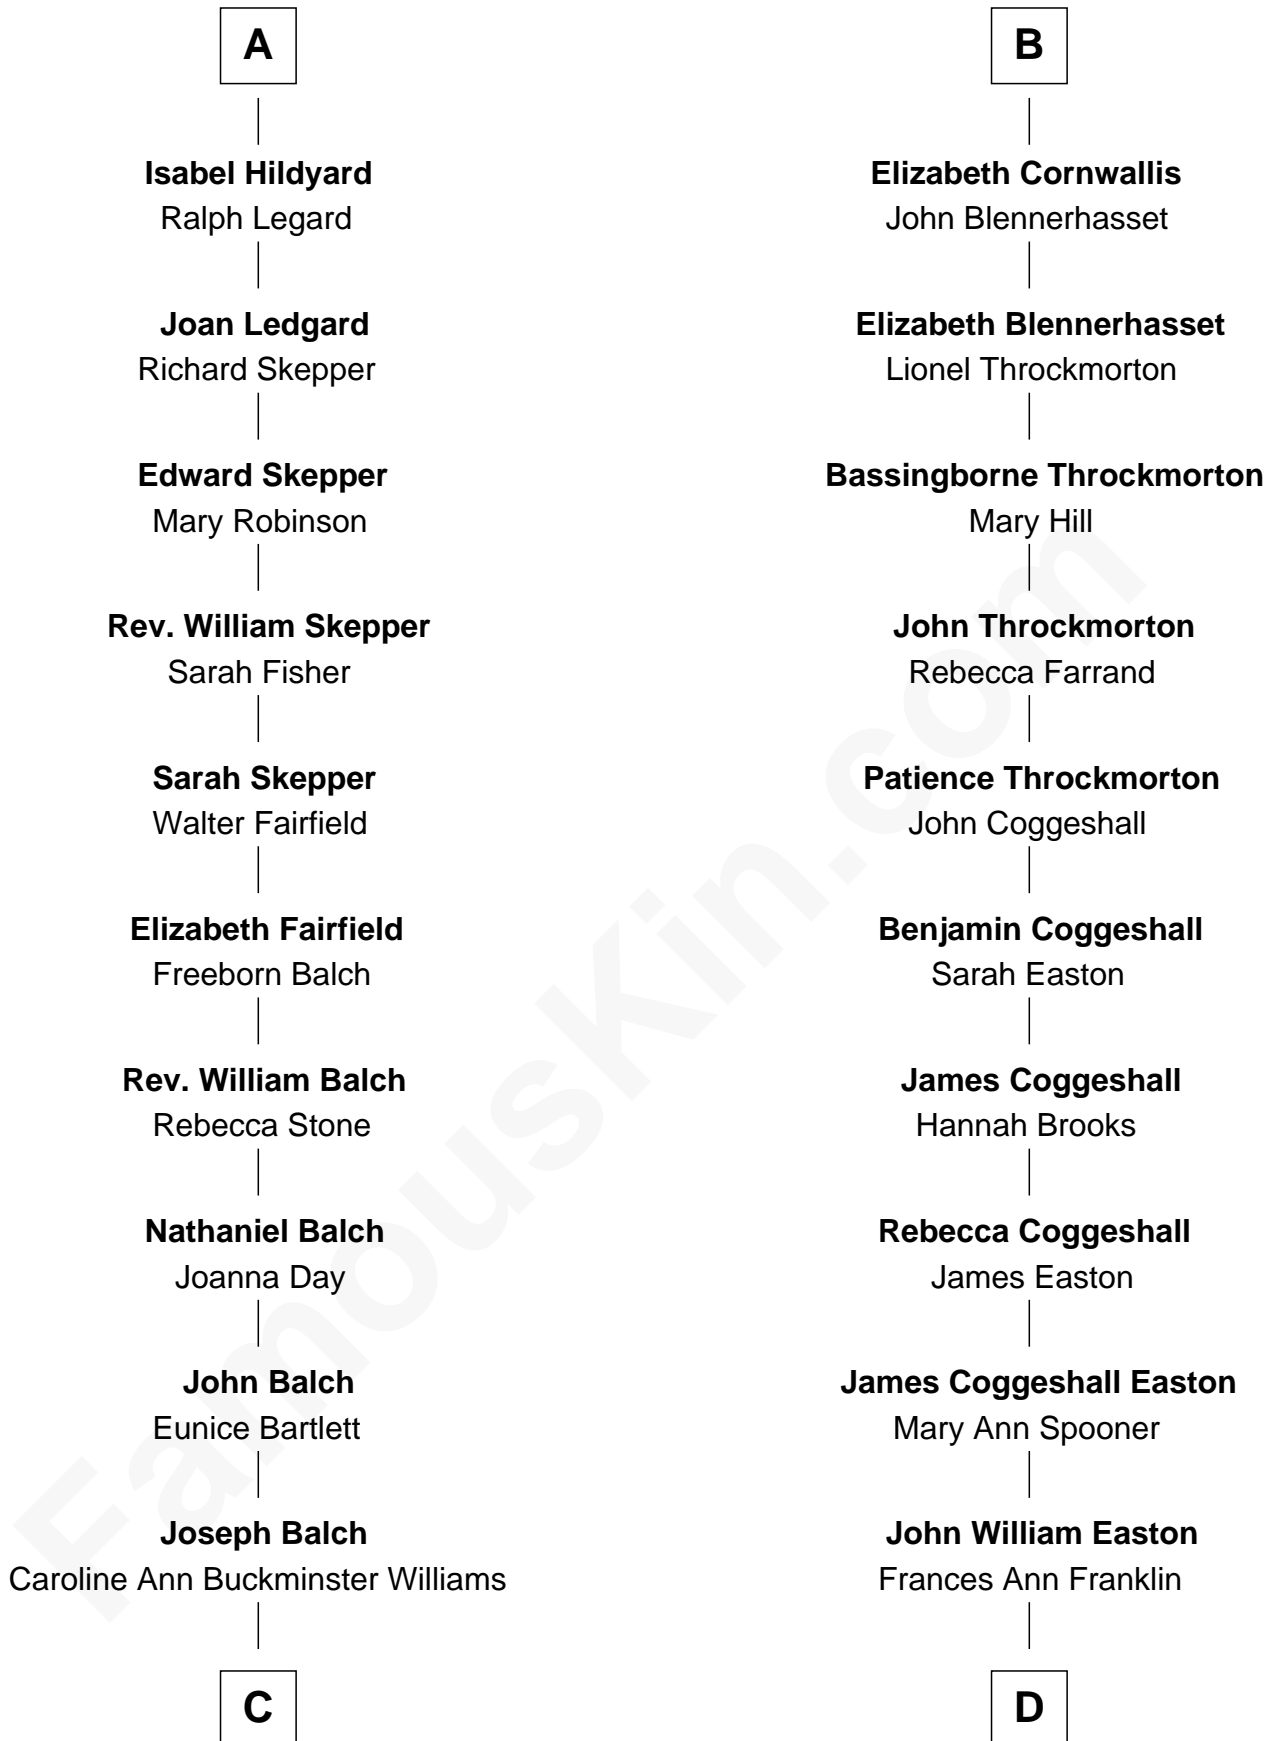 A
Isabel Hildyard
Ralph Legard
Joan Ledgard
Richard Skepper
Edward Skepper
Mary Robinson
Rev. William Skepper
Sarah Fisher
Sarah Skepper
Walter Fairfield
Elizabeth Fairfield
Freeborn Balch
Rev. William Balch
Rebecca Stone
Nathaniel Balch
Joanna Day
John Balch
Eunice Bartlett
Joseph Balch
Caroline Ann Buckminster Williams
C
B
Elizabeth Cornwallis
John Blennerhasset
Elizabeth Blennerhasset
Lionel Throckmorton
Bassingborne Throckmorton
Mary Hill
John Throckmorton
Rebecca Farrand
Patience Throckmorton
John Coggeshall
Benjamin Coggeshall
Sarah Easton
James Coggeshall
Hannah Brooks
Rebecca Coggeshall
James Easton
James Coggeshall Easton
Mary Ann Spooner
John William Easton
Frances Ann Franklin
D
FamousKin.com